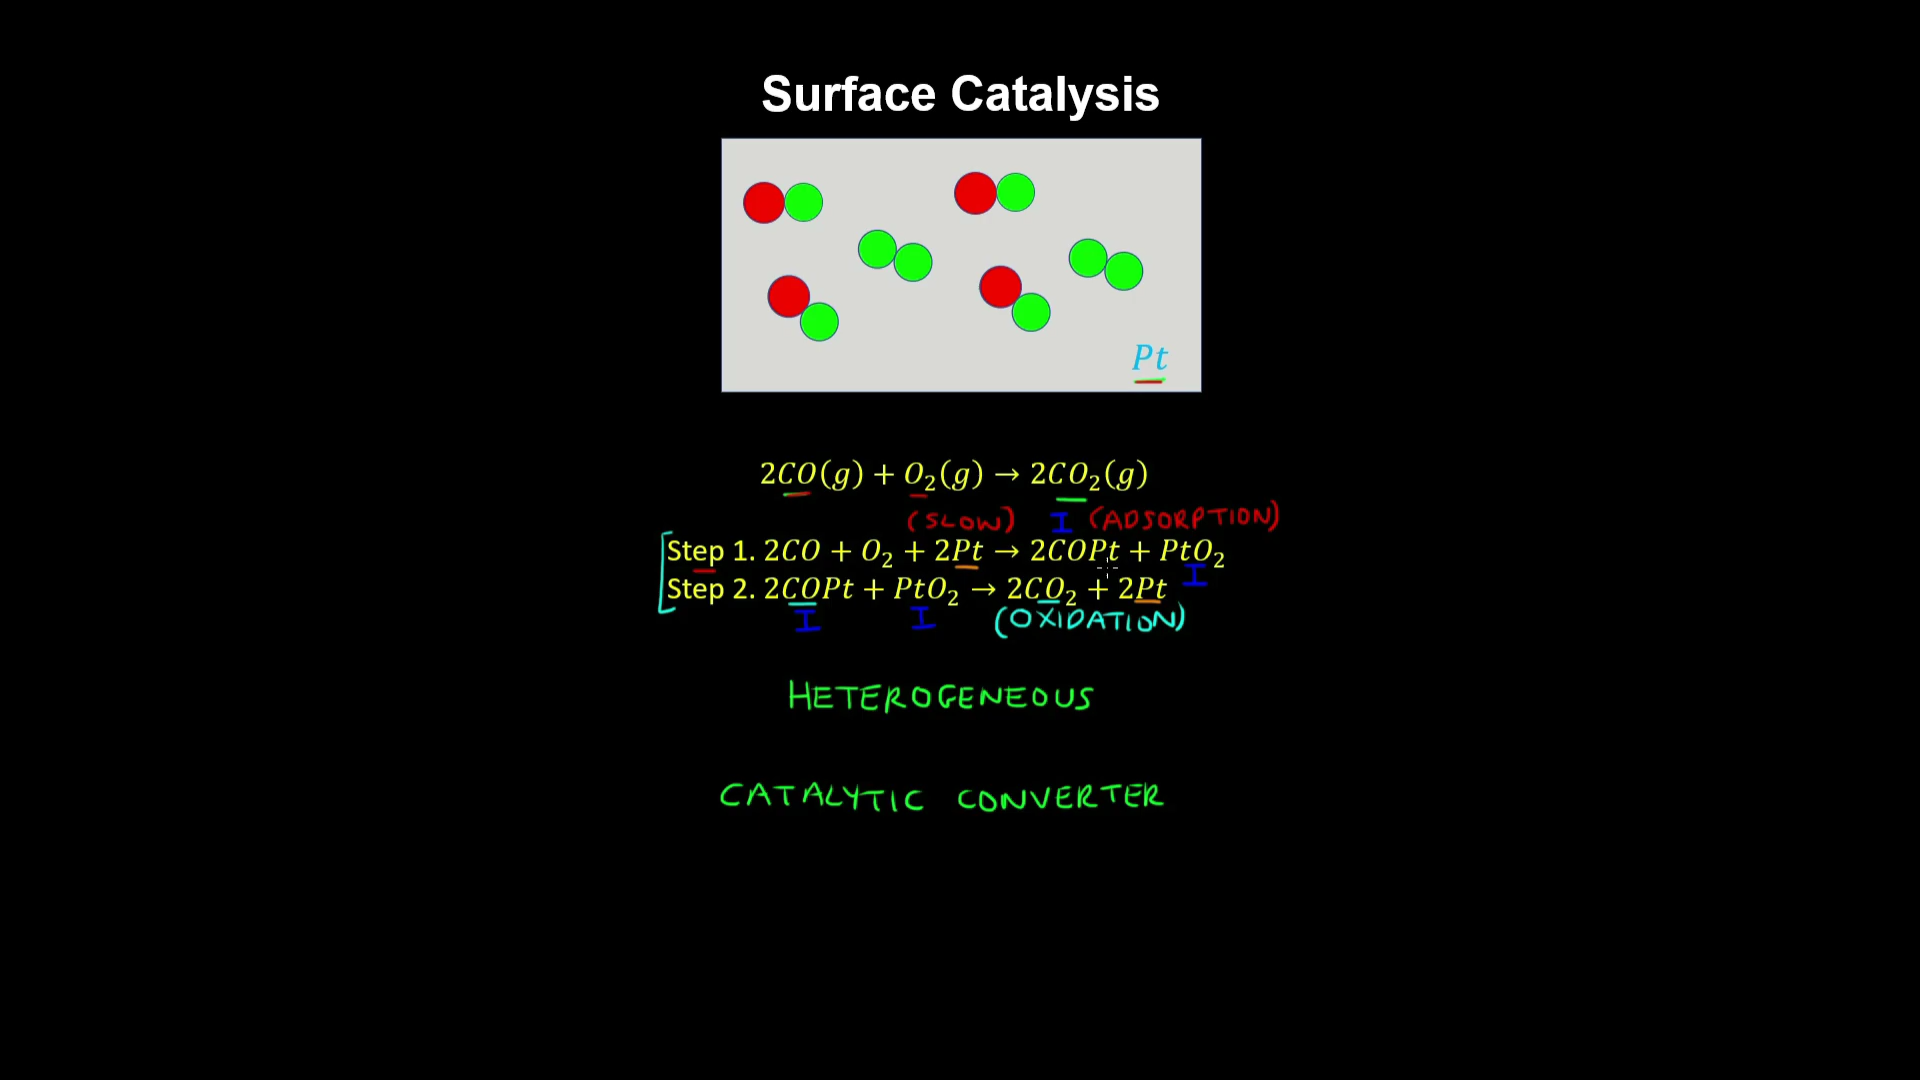 Surface Catalysis
Pt
2CO(g) + O₂(g) → 2CO₂(g)
(SLOW) I (ADSORPTION)
Step 1. 2CO + O₂ + 2Pt → 2COPt + PtO₂
I
Step 2. 2COPt + PtO₂ → 2CO₂ + 2Pt
I I (OXIDATION)
HETEROGENEOUS
CATALYTIC CONVERTER